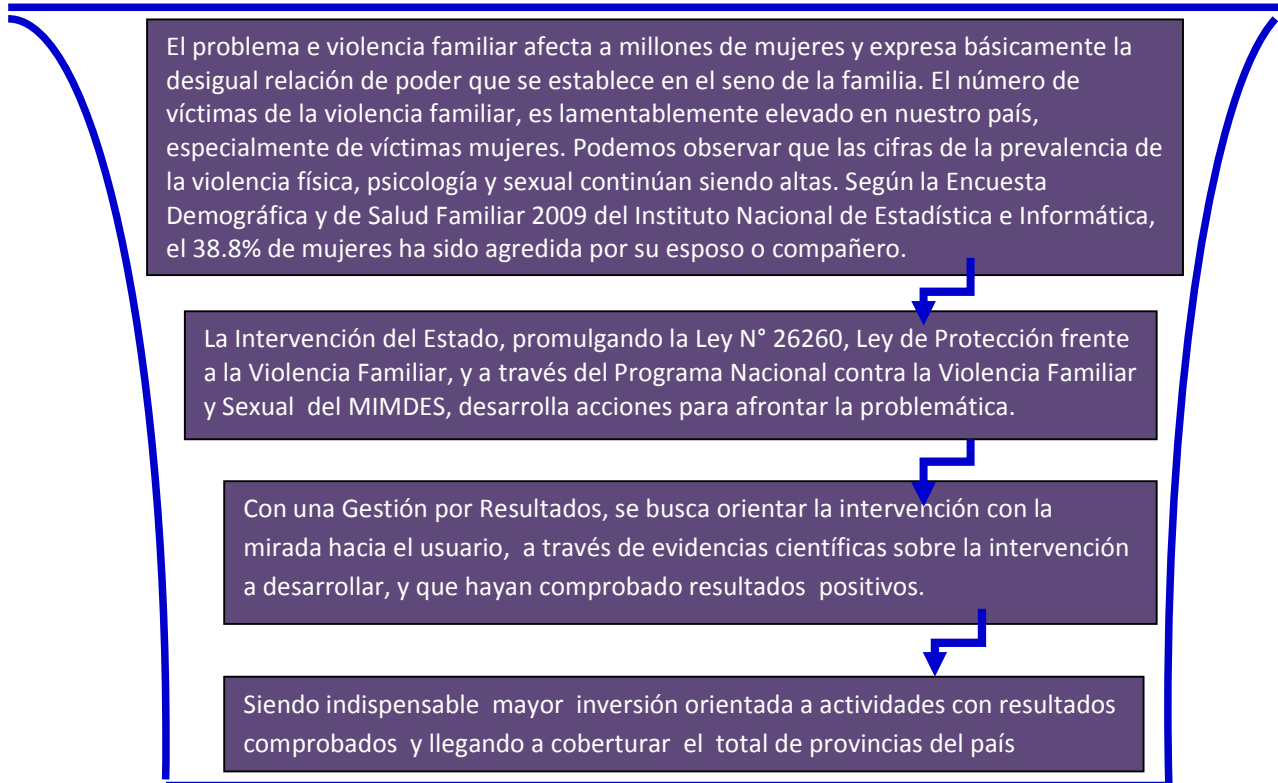 El problema e violencia familiar afecta a millones de mujeres y expresa básicamente la
desigual relación de poder que se establece en el seno de la familia. El número de
víctimas de la violencia familiar, es lamentablemente elevado en nuestro país,
especialmente de víctimas mujeres. Podemos observar que las cifras de la prevalencia de
la violencia física, psicología y sexual continúan siendo altas. Según la Encuesta
Demográfica y de Salud Familiar 2009 del Instituto Nacional de Estadística e Informática,
el 38.8% de mujeres ha sido agredida por su esposo o compañero.
La Intervención del Estado, promulgando la Ley N° 26260, Ley de Protección frente
a la Violencia Familiar, y a través del Programa Nacional contra la Violencia Familiar
y Sexual del MIMDES, desarrolla acciones para afrontar la problemática.
Con una Gestión por Resultados, se busca orientar la intervención con la
mirada hacia el usuario, a través de evidencias científicas sobre la intervención
a desarrollar, y que hayan comprobado resultados positivos.
Siendo indispensable mayor inversión orientada a actividades con resultados
comprobados y llegando a coberturar el total de provincias del país